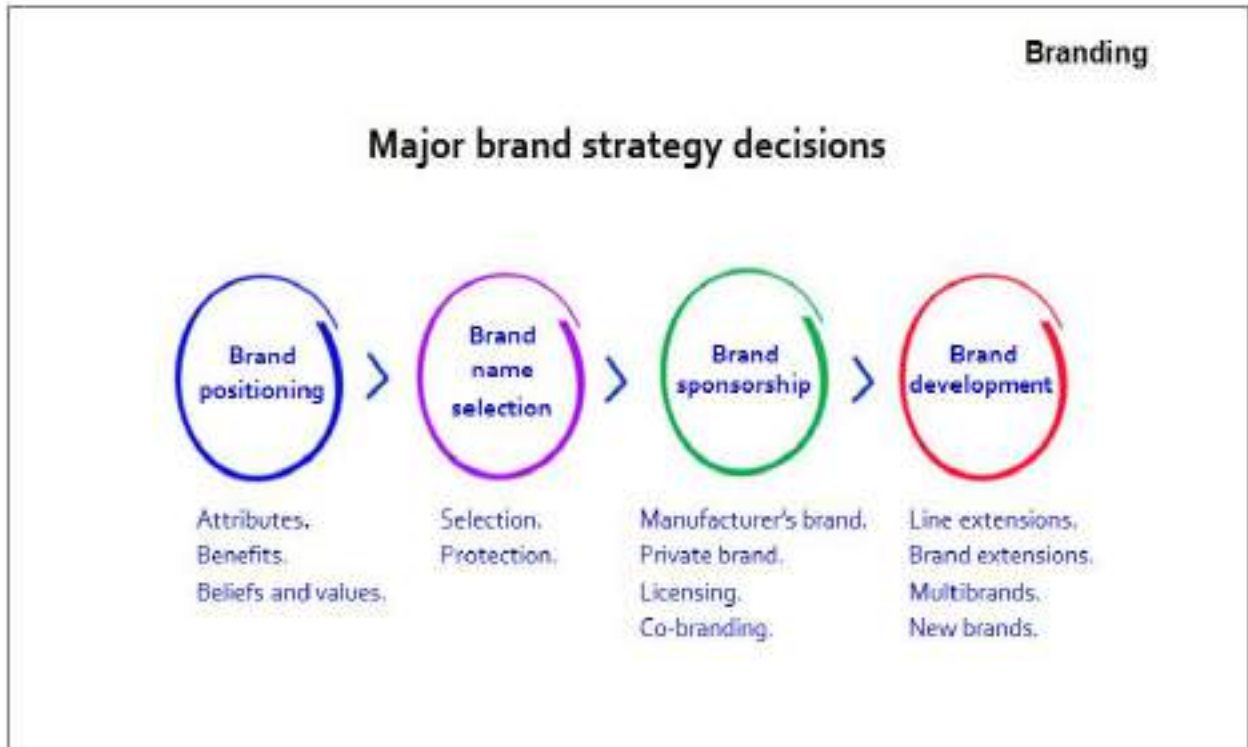 Branding
Major brand strategy decisions
Brand
positioning
Brand
name
selection
Brand
sponsorship
Brand
development
Attributes.
Benefits.
Beliefs and values.
Selection.
Protection.
Manufacturer's brand.
Private brand.
Licensing.
Co-branding.
Line extensions.
Brand extensions.
Multibrands.
New brands.